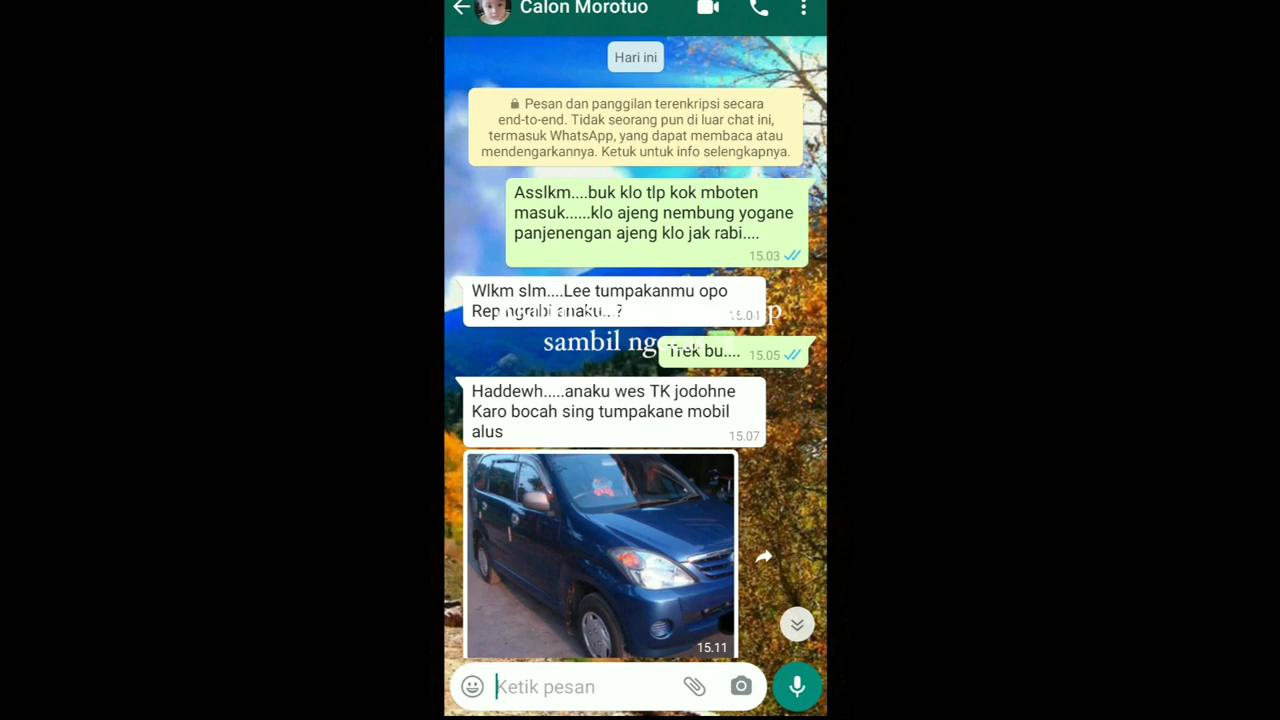 Calon Morotuo
Hari ini
Pesan dan panggilan terenkripsi secara
end-to-end. Tidak seorang pun di luar chat ini,
termasuk WhatsApp, yang dapat membaca atau
mendengarkannya. Ketuk untuk info selengkapnya.
Asslkm....buk klo tlp kok mboten
masuk......klo ajeng nembung yogane
panjenengan ajeng klo jak rabi....
15.03
Wlkm slm....Lee tumpakanmu opo
Rep ngrabi anaku...?
15.04
sambil
Trek bu....
15.05
Haddewh.....anaku wes TK jodohne
Karo bocah sing tumpakane mobil
alus
15.07
15.11
Ketik pesan